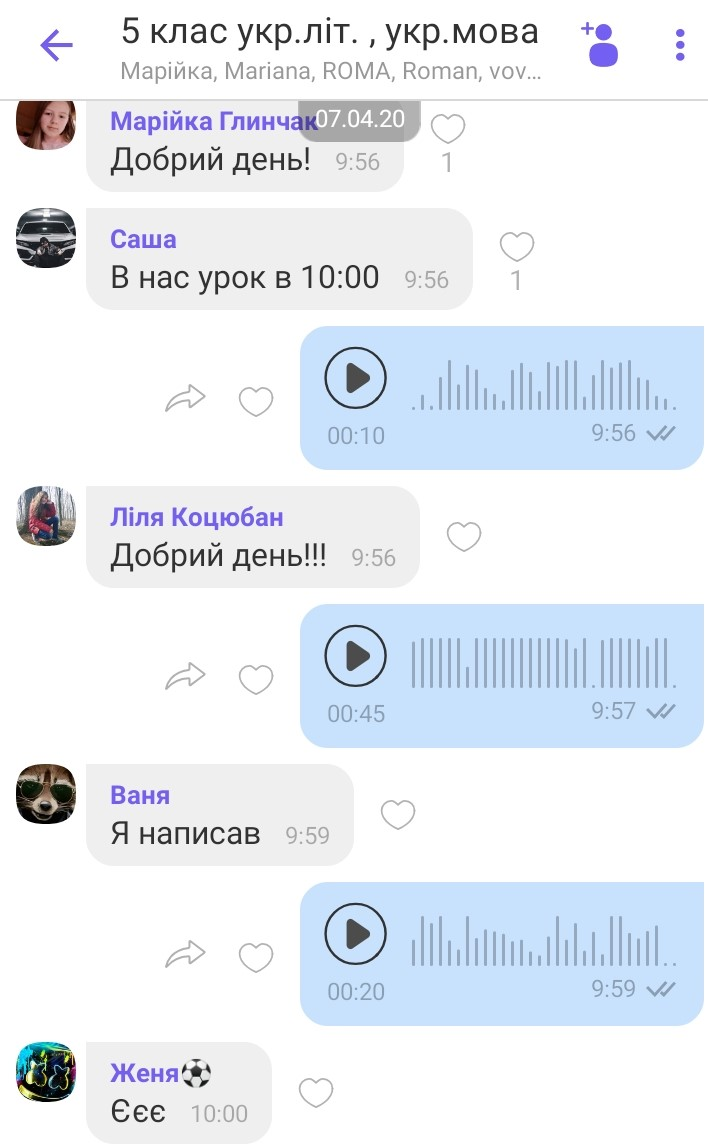 5 клас укр.літ. , укр.мова
Марійка, Mariana, ROMA, Roman, vov...
07.04.20
Марійка Глинчак
Добрий день! 9:56
1
Саша
В нас урок в 10:00 9:56
1
00:10 9:56
Ліля Коцюбан
Добрий день!!! 9:56
00:45 9:57
Ваня
Я написав 9:59
00:20 9:59
Женя⚽
Єєє 10:00